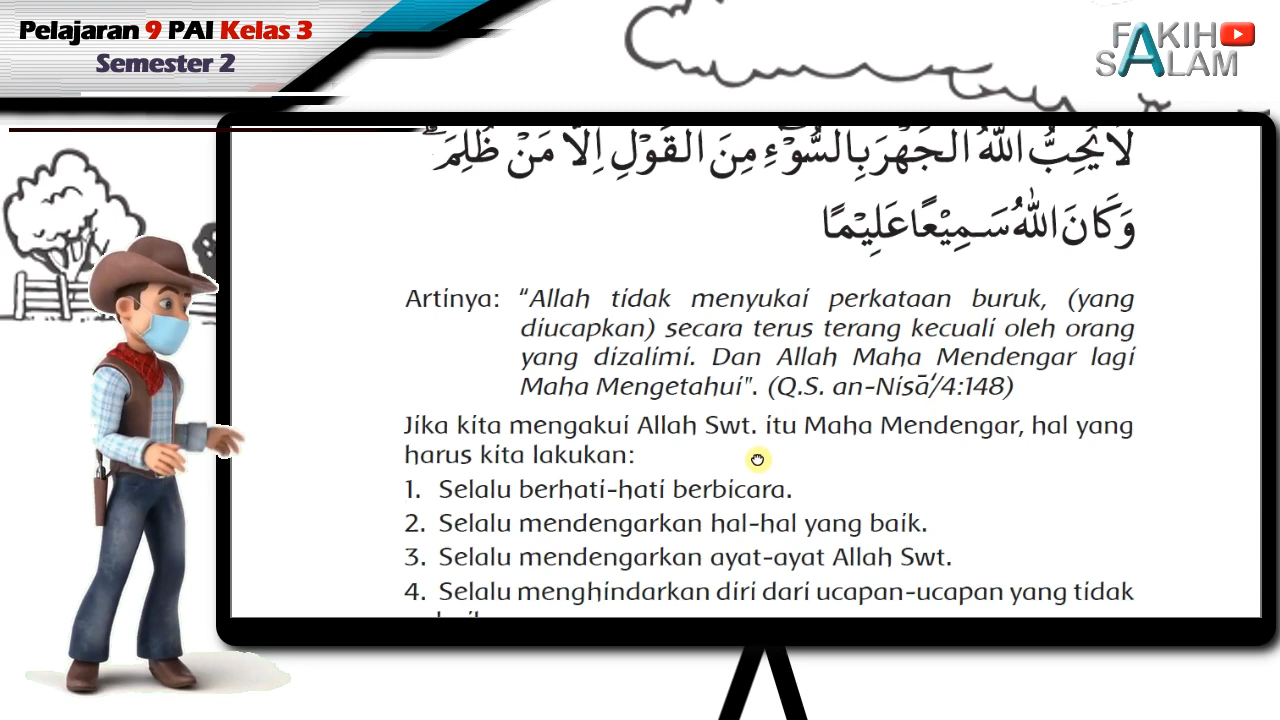 Pelajaran 9 PAI Kelas 3
Semester 2
FAKIH
SALAM
لَا يُحِبُّ اللّٰهُ الْجَهْرَ بِالسُّوْۤءِ مِنَ الْقَوْلِ اِلَّا مَنْ ظُلِمَ ۗ
وَكَانَ اللّٰهُ سَمِيْعًا عَلِيْمًا
Artinya: "Allah tidak menyukai perkataan buruk, (yang
diucapkan) secara terus terang kecuali oleh orang
yang dizalimi. Dan Allah Maha Mendengar lagi
Maha Mengetahui". (Q.S. an-Nisā'/4:148)
Jika kita mengakui Allah Swt. itu Maha Mendengar, hal yang
harus kita lakukan:
1. Selalu berhati-hati berbicara.
2. Selalu mendengarkan hal-hal yang baik.
3. Selalu mendengarkan ayat-ayat Allah Swt.
4. Selalu menghindarkan diri dari ucapan-ucapan yang tidak